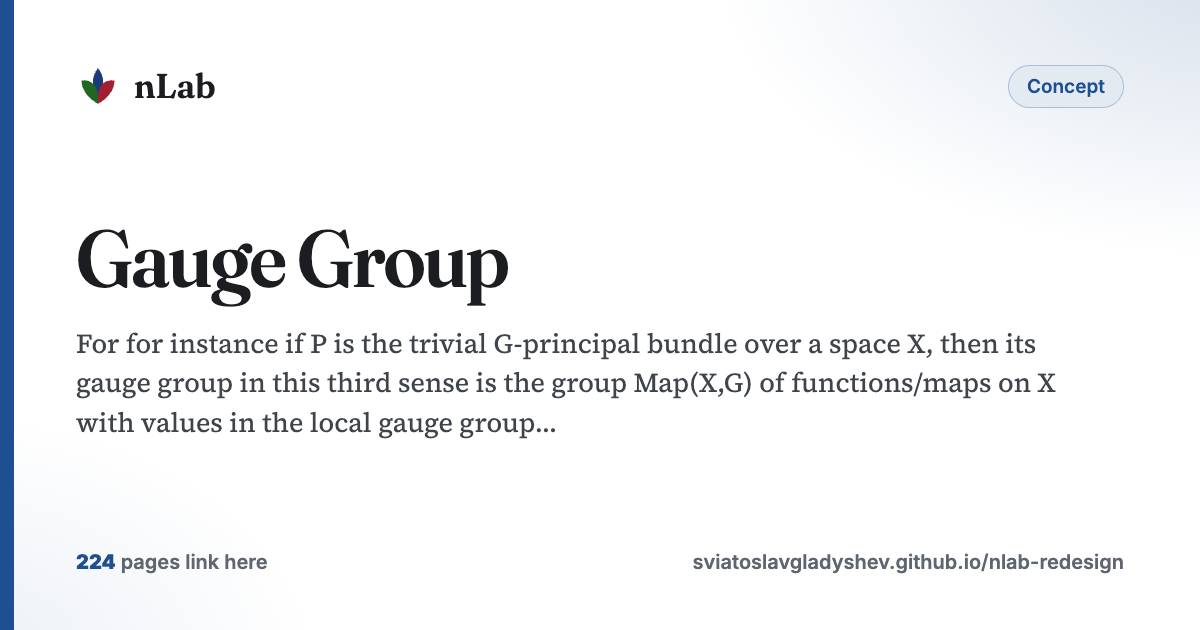 nLab
Concept
Gauge Group
For for instance if P is the trivial G-principal bundle over a space X, then its
gauge group in this third sense is the group Map(X,G) of functions/maps on X
with values in the local gauge group...
224 pages link here
sviatoslavgladyshev.github.io/nlab-redesign